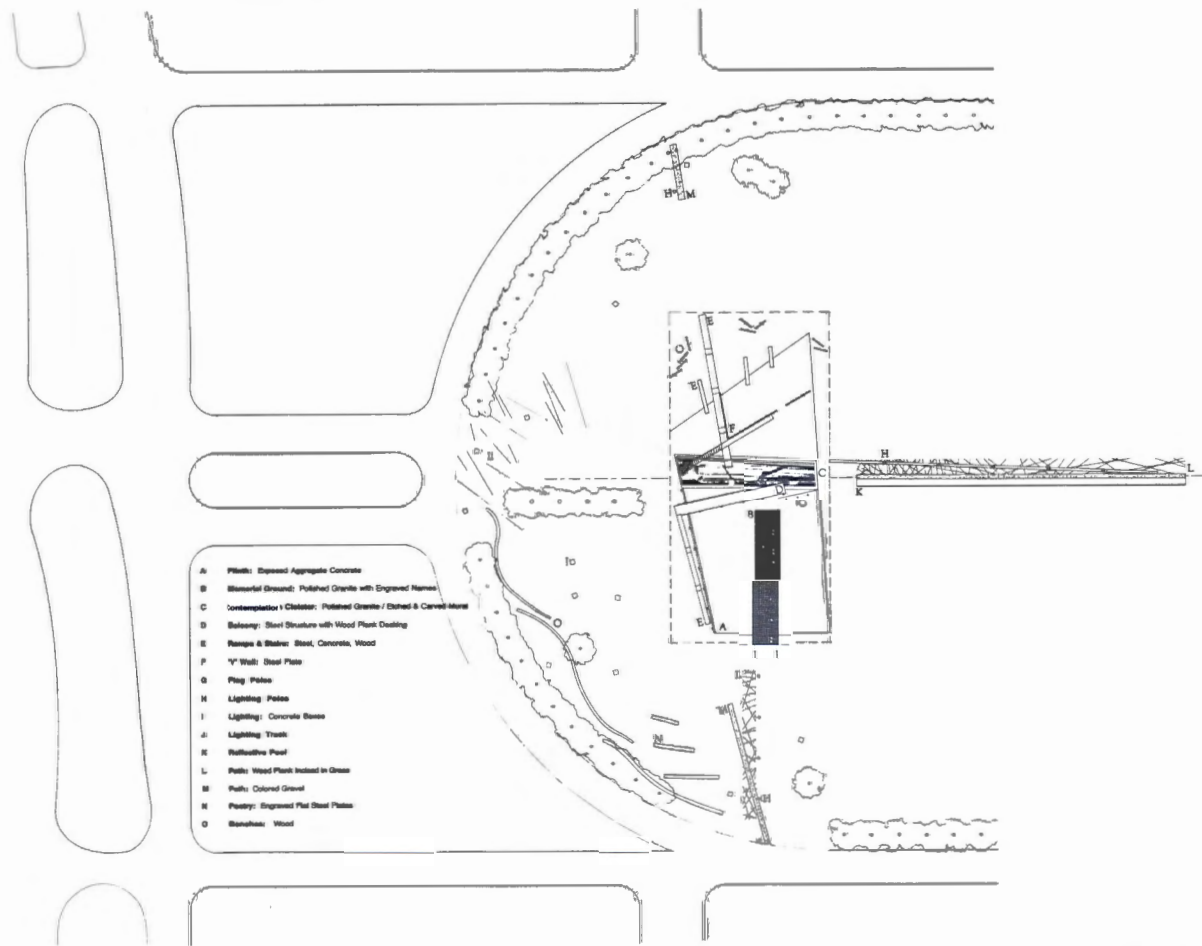 H M
E
G
E
F
H
L
C
K
D
B
I
O
E
A
I I
L
M
N
H
A Plinth: Exposed Aggregate Concrete
B Memorial Ground: Polished Granite with Engraved Names
C Contemplation Cloister: Polished Granite / Etched & Carved Mural
D Balcony: Steel Structure with Wood Plank Decking
E Ramps & Stairs: Steel, Concrete, Wood
F "V" Wall: Steel Plate
G Flag Poles
H Lighting Poles
I Lighting: Concrete Boxes
J Lighting Track
K Reflective Pool
L Path: Wood Plank Incised in Grass
M Path: Colored Gravel
N Poetry: Engraved Flat Steel Plates
O Benches: Wood